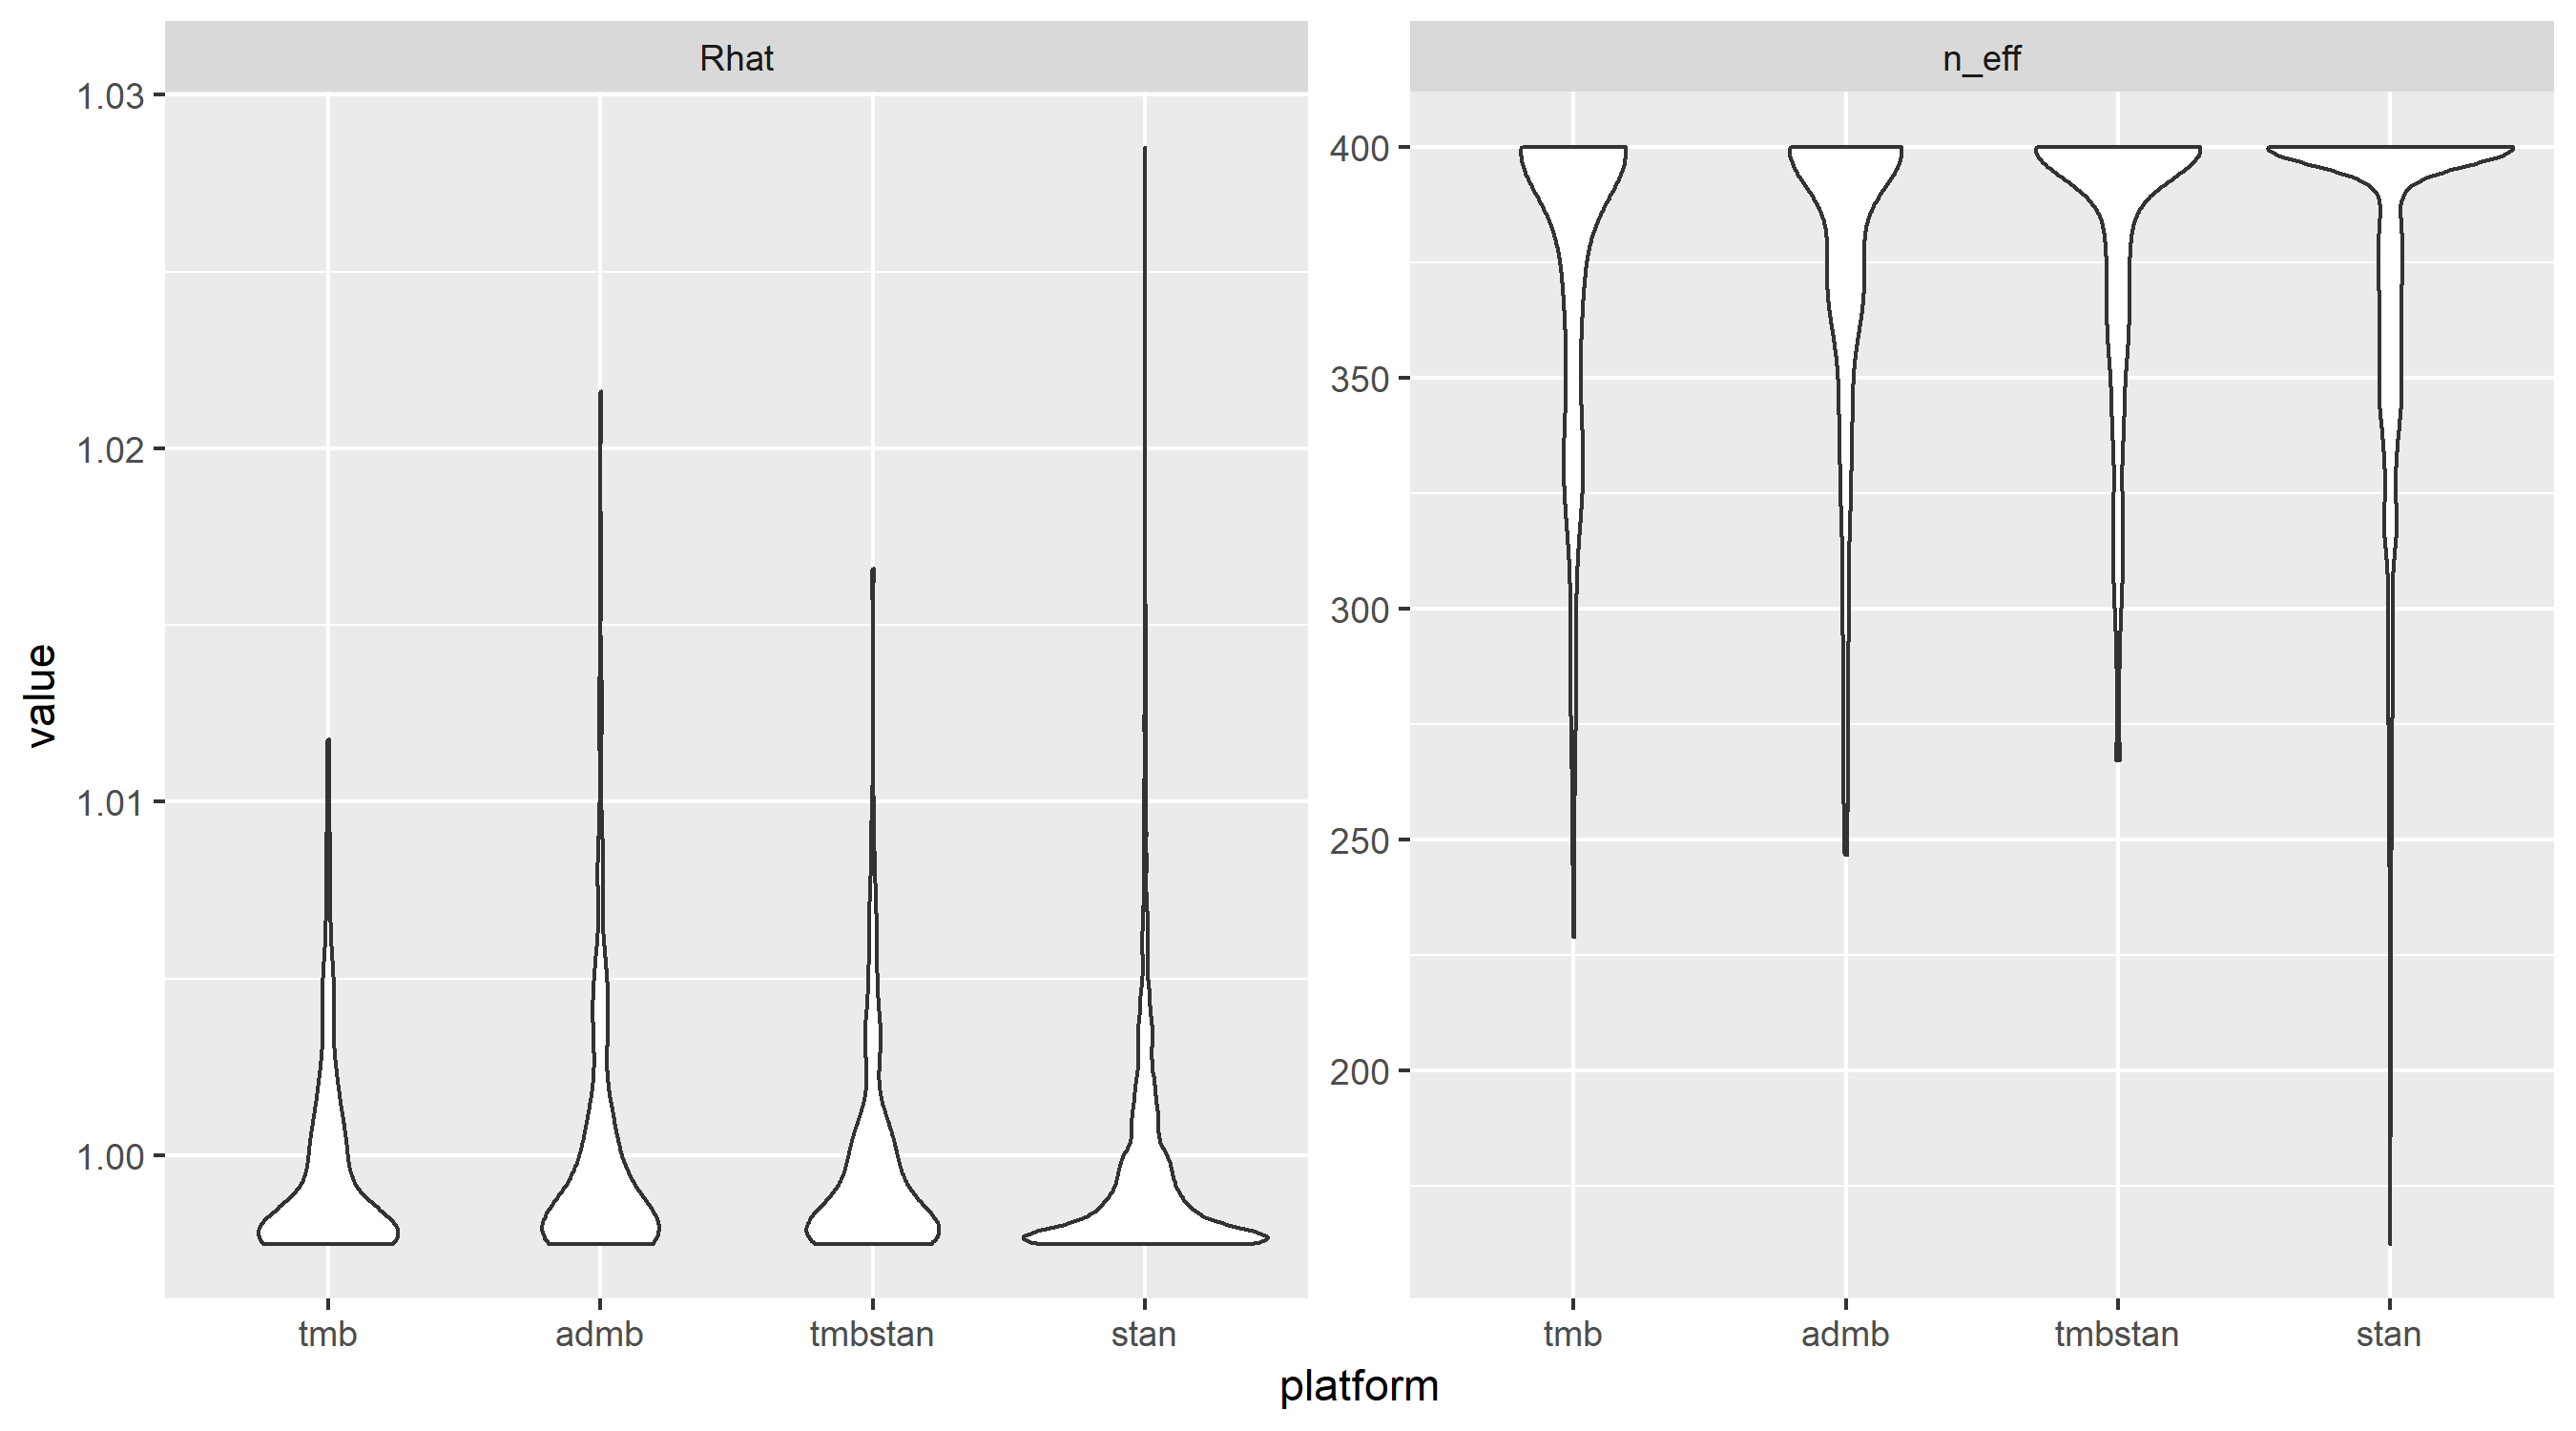 Rhat
n_eff
value
1.03
1.02
1.01
1.00
400
350
300
250
200
tmb
admb
tmbstan
stan
tmb
admb
tmbstan
stan
platform